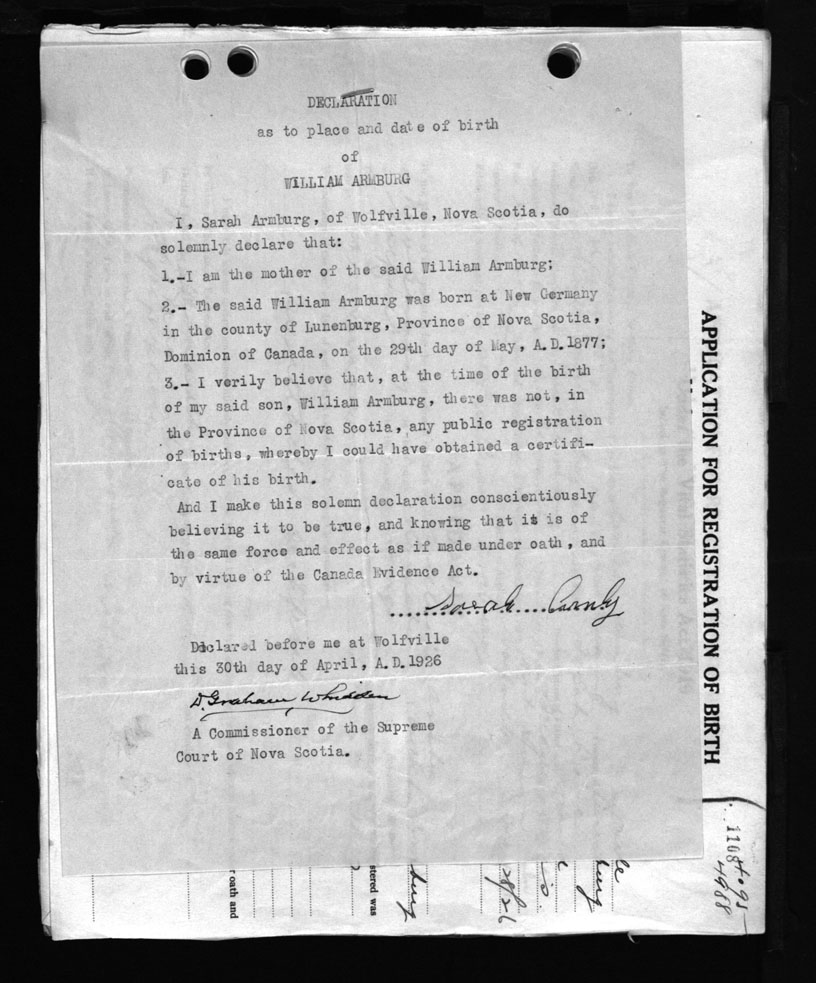 DECLARATION
as to place and date of birth
of
WILLIAM ARMBURG
I, Sarah Armburg, of Wolfville, Nova Scotia, do
solemnly declare that:
1.-I am the mother of the said William Armburg;
2.- The said William Armburg was born at New Germany
in the county of Lunenburg, Province of Nova Scotia,
Dominion of Canada, on the 29th day of May, A.D.1877;
3.- I verily believe that, at the time of the birth
of my said son, William Armburg, there was not, in
the Province of Nova Scotia, any public registration
of births, whereby I could have obtained a certifi-
cate of his birth.
And I make this solemn declaration conscientiously
believing it to be true, and knowing that it is of
the same force and effect as if made under oath, and
by virtue of the Canada Evidence Act.
Sarah
Declared before me at Wolfville
this 30th day of April, A.D.1926
D. Graham Whidden
A Commissioner of the Supreme
Court of Nova Scotia.
APPLICATION FOR REGISTRATION OF BIRTH
r oath and
stered was
burg